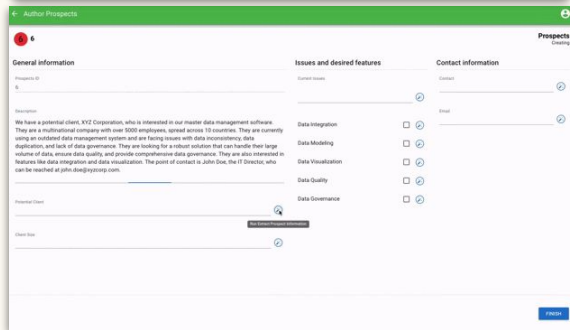 Author Prospects
6 6
Prospects
Creating
General information
Issues and desired features
Contact information
Prospects ID
6
Current Issues
Contact
Description
We have a potential client, XYZ Corporation, who is interested in our master data management software.
They are a multinational company with over 5000 employees, spread across 10 countries. They are currently
using an outdated data management system and are facing issues with data inconsistency, data
duplication, and lack of data governance. They are looking for a robust solution that can handle their large
volume of data, ensure data quality, and provide comprehensive data governance. They are also interested in
features like data integration and data visualization. The point of contact is John Doe, the IT Director, who
can be reached at john.doe@xyzcorp.com.
Email
Data Integration
Data Modeling
Data Visualization
Data Quality
Data Governance
Potential Client
Run Extract Prospect Information
Client Size
FINISH